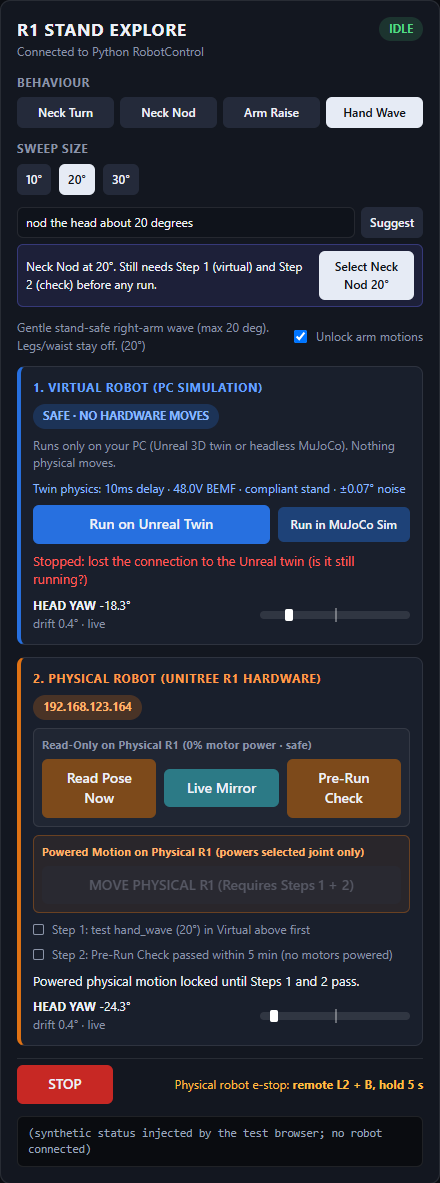 R1 STAND EXPLORE
IDLE
Connected to Python RobotControl
BEHAVIOUR
Neck Turn
Neck Nod
Arm Raise
Hand Wave
SWEEP SIZE
10°
20°
30°
nod the head about 20 degrees
Suggest
Neck Nod at 20°. Still needs Step 1 (virtual) and Step
2 (check) before any run.
Select Neck
Nod 20°
Gentle stand-safe right-arm wave (max 20 deg).
Legs/waist stay off. (20°)
Unlock arm motions
1. VIRTUAL ROBOT (PC SIMULATION)
SAFE · NO HARDWARE MOVES
Runs only on your PC (Unreal 3D twin or headless MuJoCo). Nothing
physical moves.
Twin physics: 10ms delay · 48.0V BEMF · compliant stand · ±0.07° noise
Run on Unreal Twin
Run in MuJoCo Sim
Stopped: lost the connection to the Unreal twin (is it still
running?)
HEAD YAW -18.3°
drift 0.4° · live
2. PHYSICAL ROBOT (UNITREE R1 HARDWARE)
192.168.123.164
Read-Only on Physical R1 (0% motor power · safe)
Read Pose
Now
Live Mirror
Pre-Run
Check
Powered Motion on Physical R1 (powers selected joint only)
MOVE PHYSICAL R1 (Requires Steps 1 + 2)
Step 1: test hand_wave (20°) in Virtual above first
Step 2: Pre-Run Check passed within 5 min (no motors powered)
Powered physical motion locked until Steps 1 and 2 pass.
HEAD YAW -24.3°
drift 0.4° · live
STOP
Physical robot e-stop: remote L2 + B, hold 5 s
(synthetic status injected by the test browser; no robot
connected)